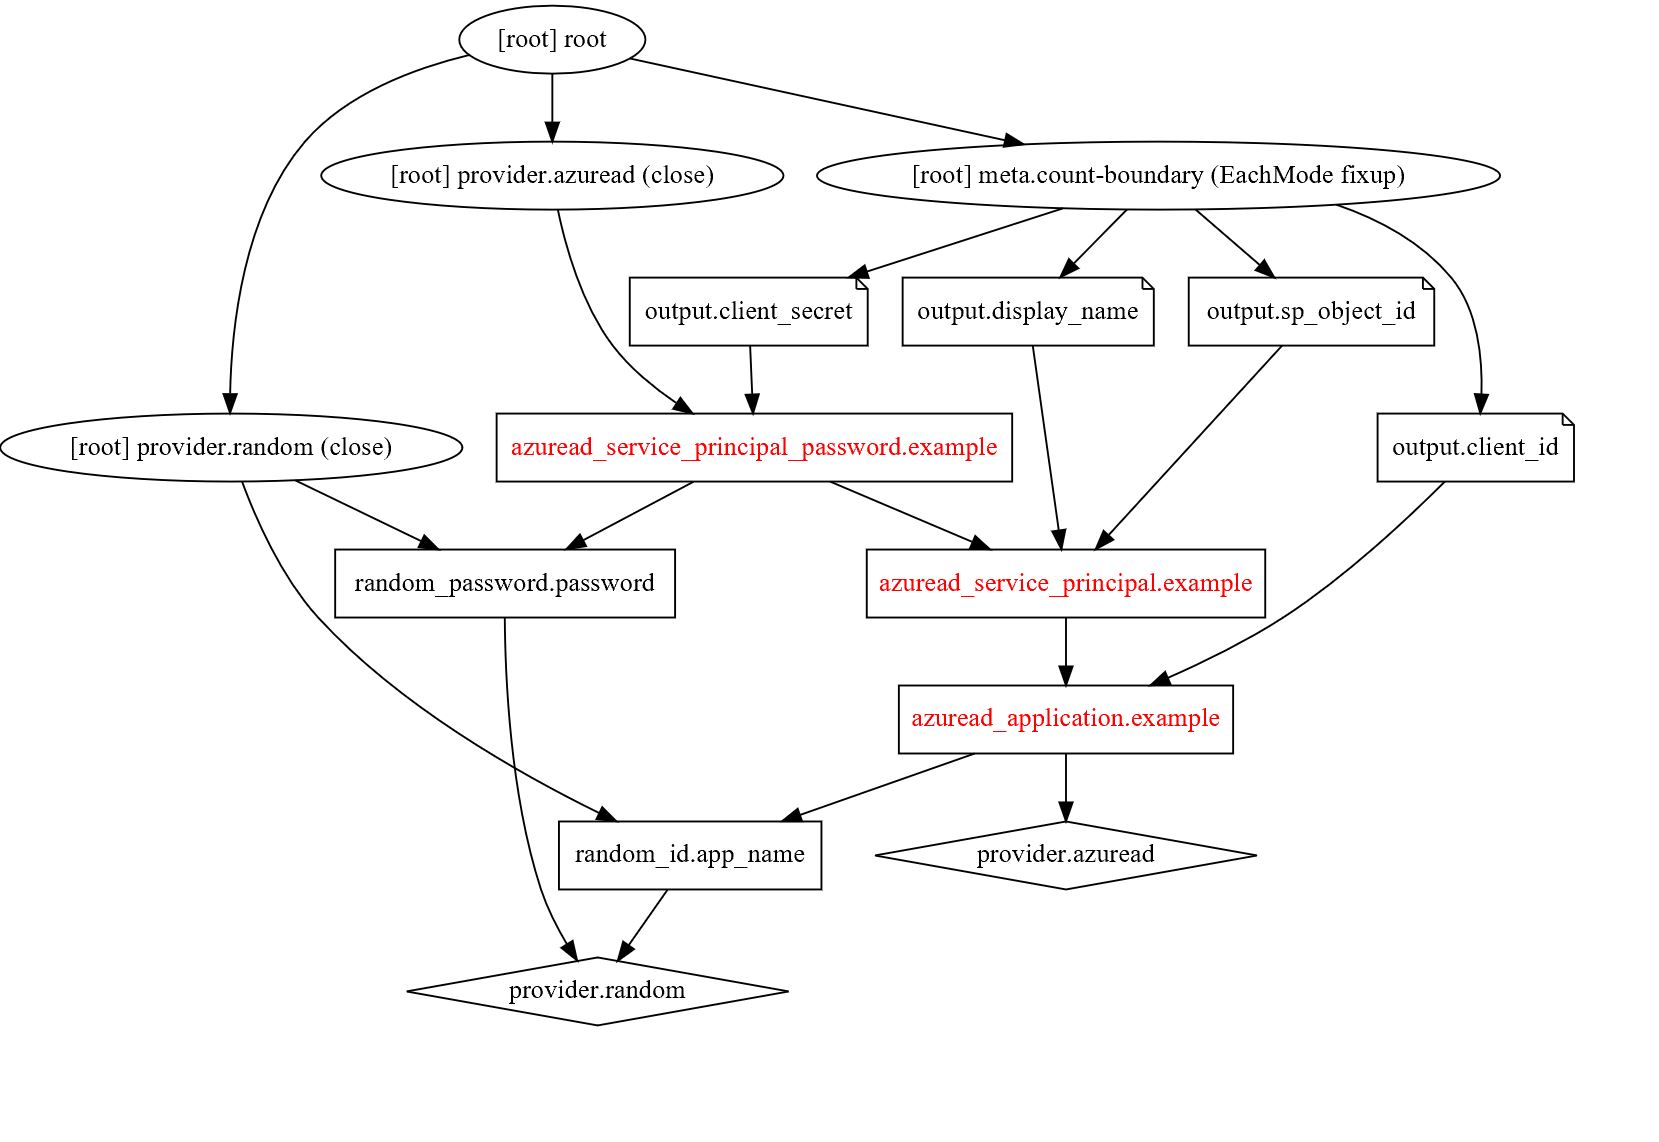 [root] root
[root] provider.azuread (close)
[root] meta.count-boundary (EachMode fixup)
output.client_secret
output.display_name
output.sp_object_id
[root] provider.random (close)
azuread_service_principal_password.example
output.client_id
random_password.password
azuread_service_principal.example
azuread_application.example
random_id.app_name
provider.azuread
provider.random